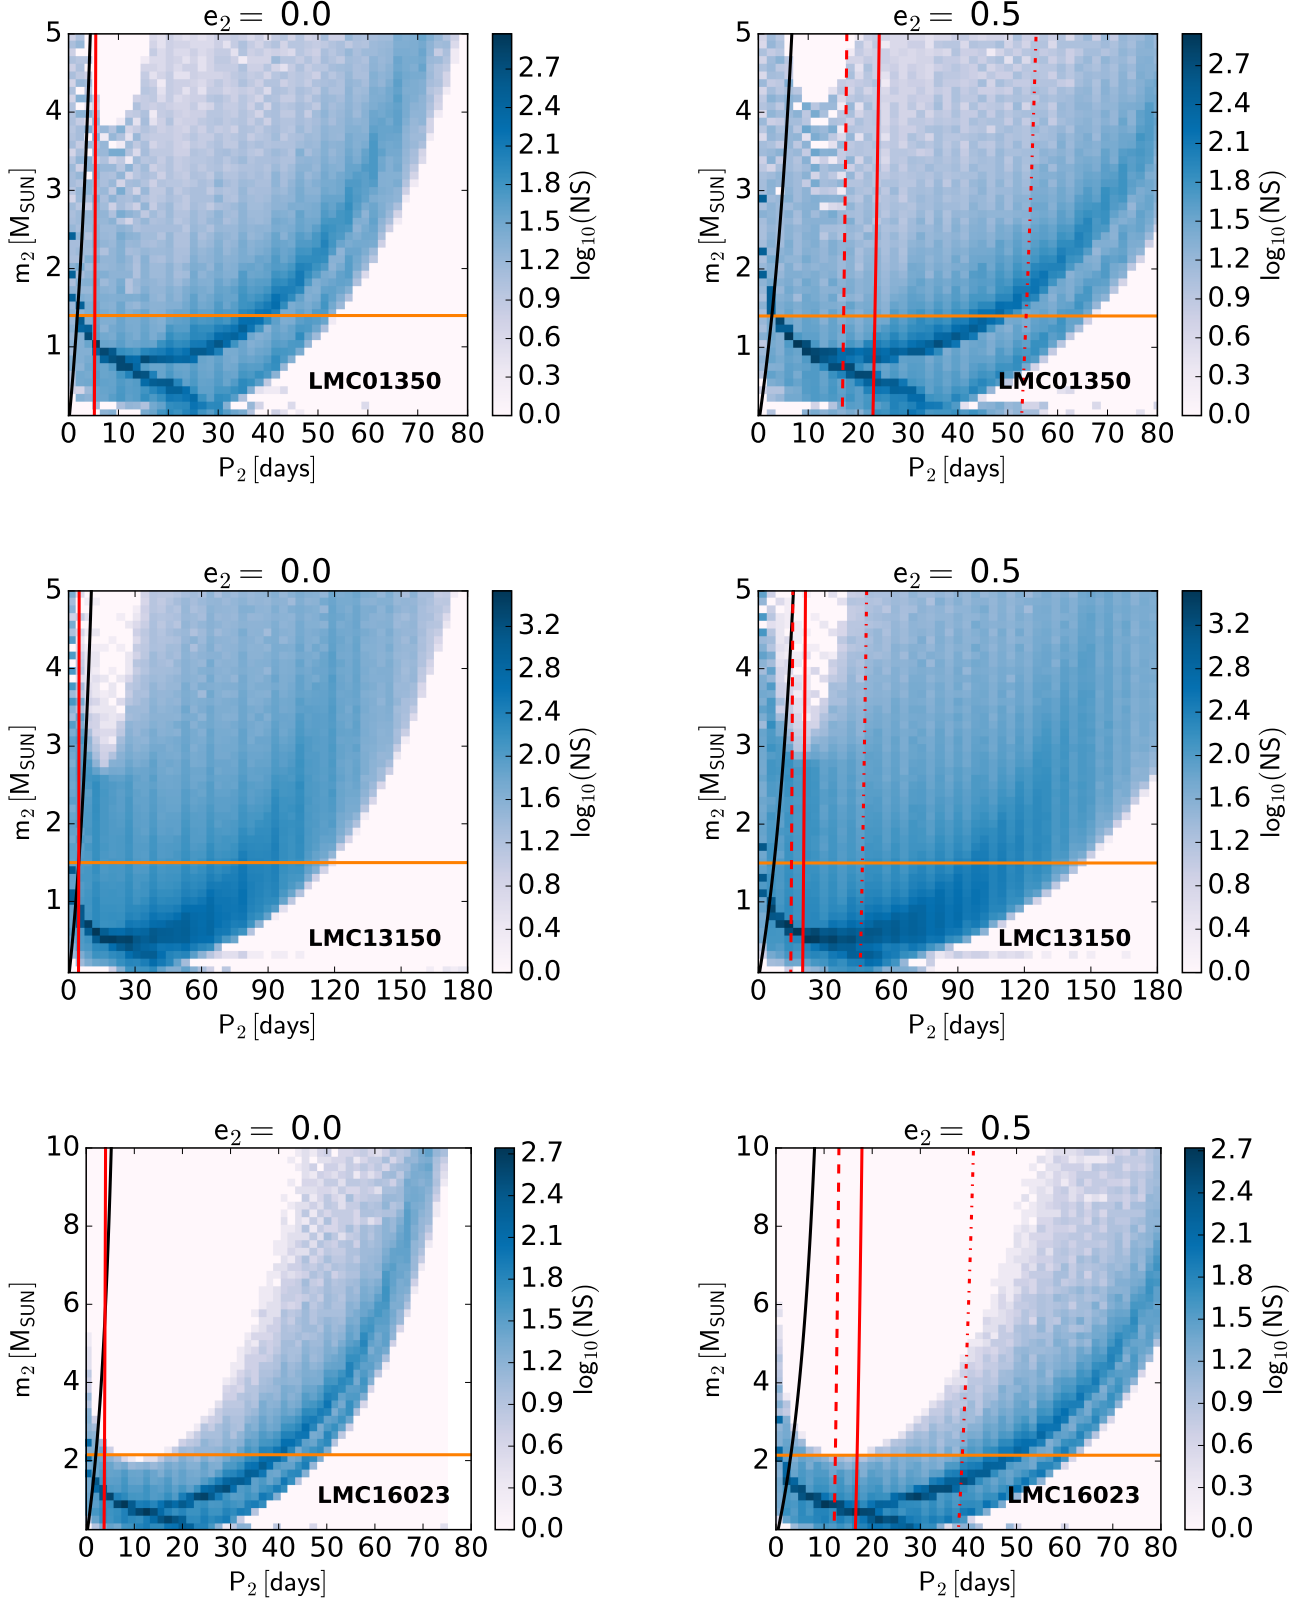 e2 = 0.0
5
4
3
2
1
m2 [MSUN]
0 10 20 30 40 50 60 70 80
P2 [days]
LMC01350
2.7
2.4
2.1
1.8
1.5
1.2
0.9
0.6
0.3
0.0
log10(NS)
e2 = 0.5
5
4
3
2
1
m2 [MSUN]
0 10 20 30 40 50 60 70 80
P2 [days]
LMC01350
2.7
2.4
2.1
1.8
1.5
1.2
0.9
0.6
0.3
0.0
log10(NS)
e2 = 0.0
5
4
3
2
1
m2 [MSUN]
0 30 60 90 120 150 180
P2 [days]
LMC13150
3.2
2.8
2.4
2.0
1.6
1.2
0.8
0.4
0.0
log10(NS)
e2 = 0.5
5
4
3
2
1
m2 [MSUN]
0 30 60 90 120 150 180
P2 [days]
LMC13150
3.2
2.8
2.4
2.0
1.6
1.2
0.8
0.4
0.0
log10(NS)
e2 = 0.0
10
8
6
4
2
m2 [MSUN]
0 10 20 30 40 50 60 70 80
P2 [days]
LMC16023
2.7
2.4
2.1
1.8
1.5
1.2
0.9
0.6
0.3
0.0
log10(NS)
e2 = 0.5
10
8
6
4
2
m2 [MSUN]
0 10 20 30 40 50 60 70 80
P2 [days]
LMC16023
2.7
2.4
2.1
1.8
1.5
1.2
0.9
0.6
0.3
0.0
log10(NS)